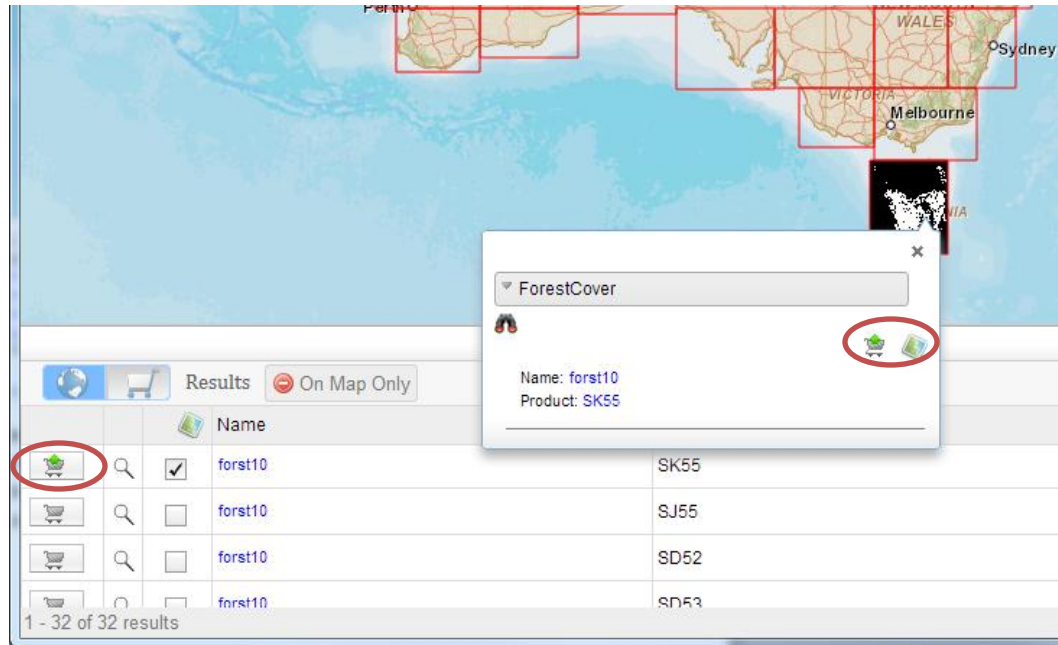 Perth
WALES
Sydney
VICTORIA
Melbourne
NIA
ForestCover
Name: forst10
Product: SK55
Results On Map Only
Name
forst10 SK55
forst10 SJ55
forst10 SD52
forst10 SD53
1 - 32 of 32 results